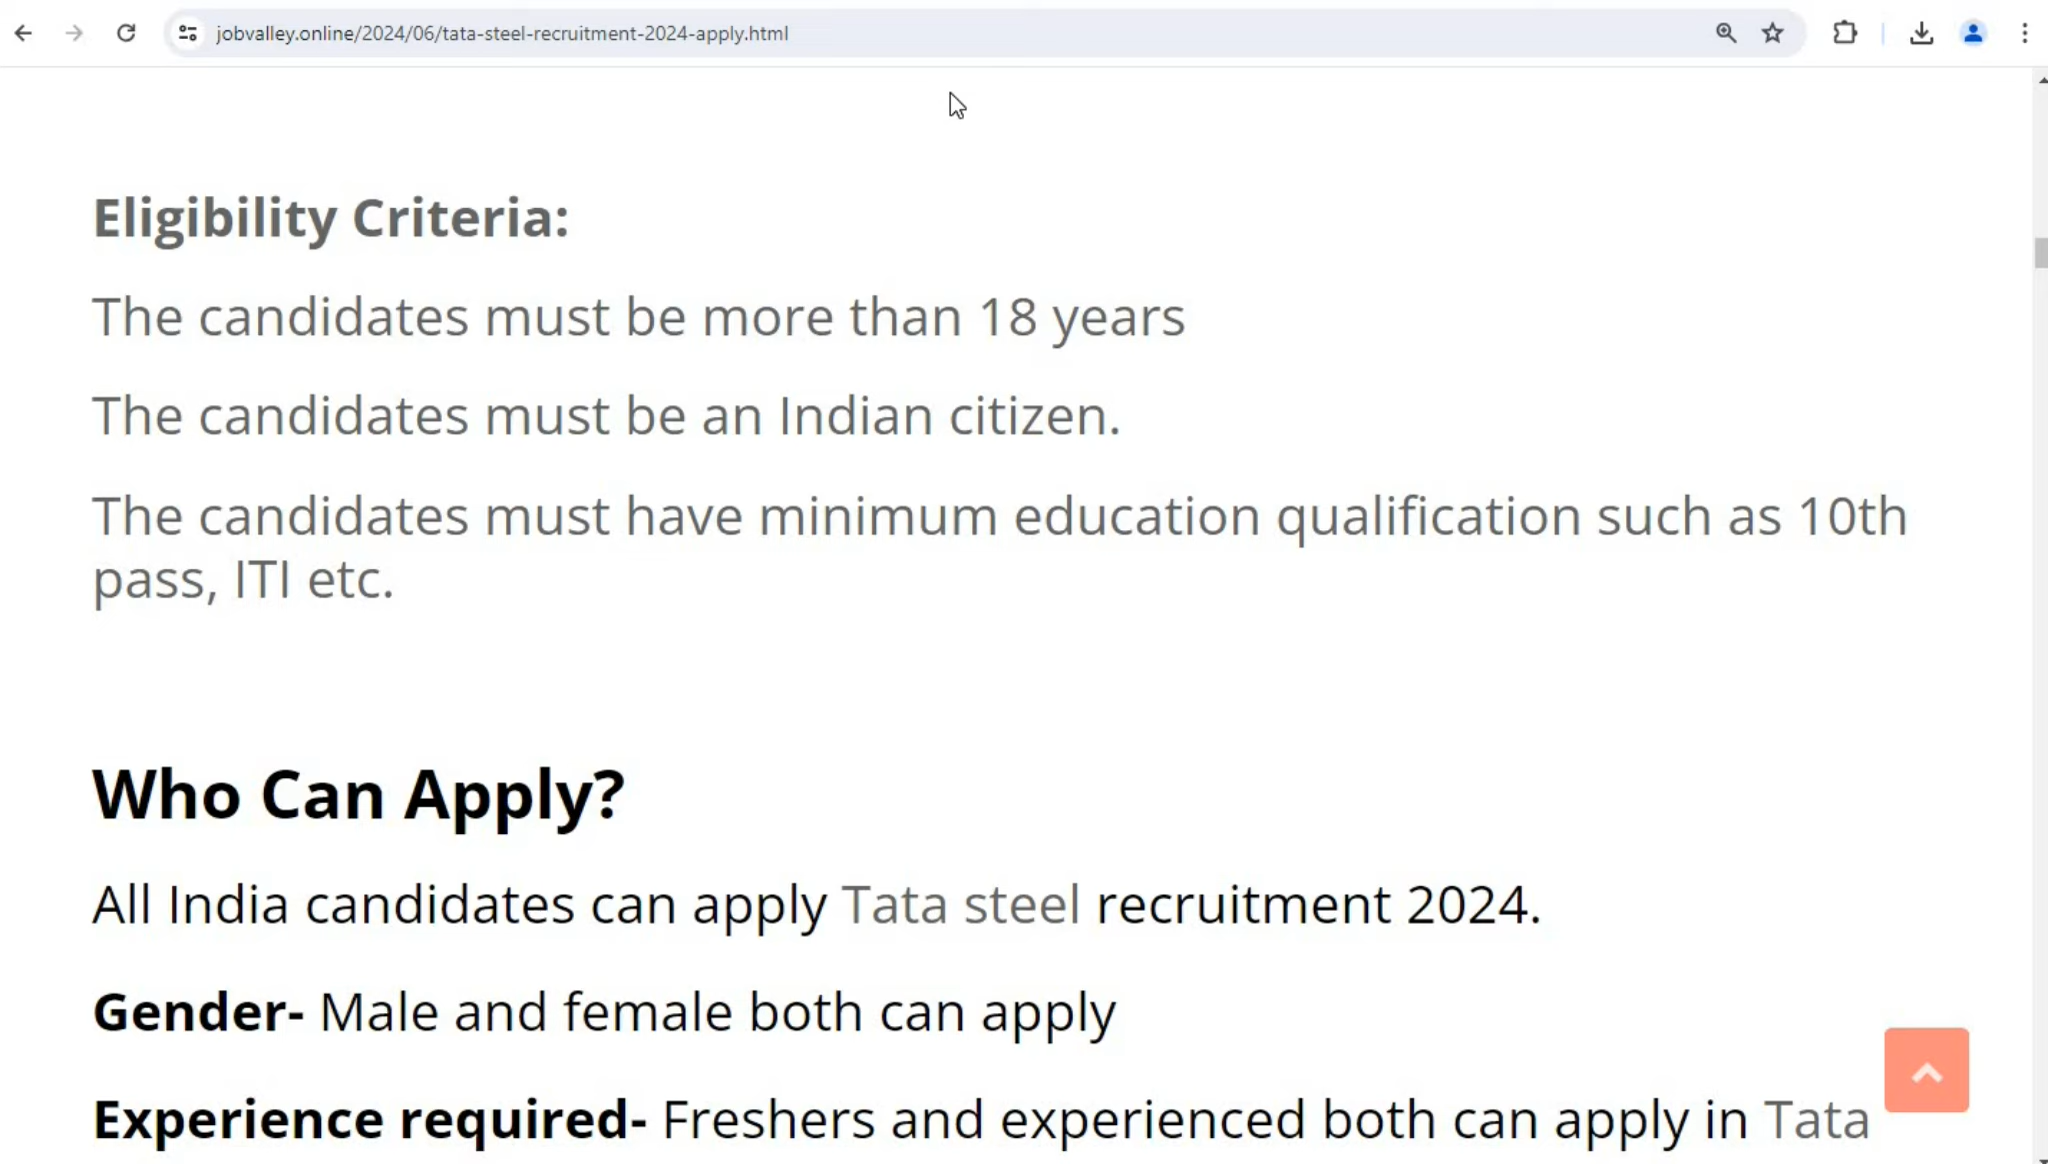 jobvalley.online/2024/06/tata-steel-recruitment-2024-apply.html
Eligibility Criteria:
The candidates must be more than 18 years
The candidates must be an Indian citizen.
The candidates must have minimum education qualification such as 10th
pass, ITI etc.
Who Can Apply?
All India candidates can apply Tata steel recruitment 2024.
Gender- Male and female both can apply
Experience required- Freshers and experienced both can apply in Tata